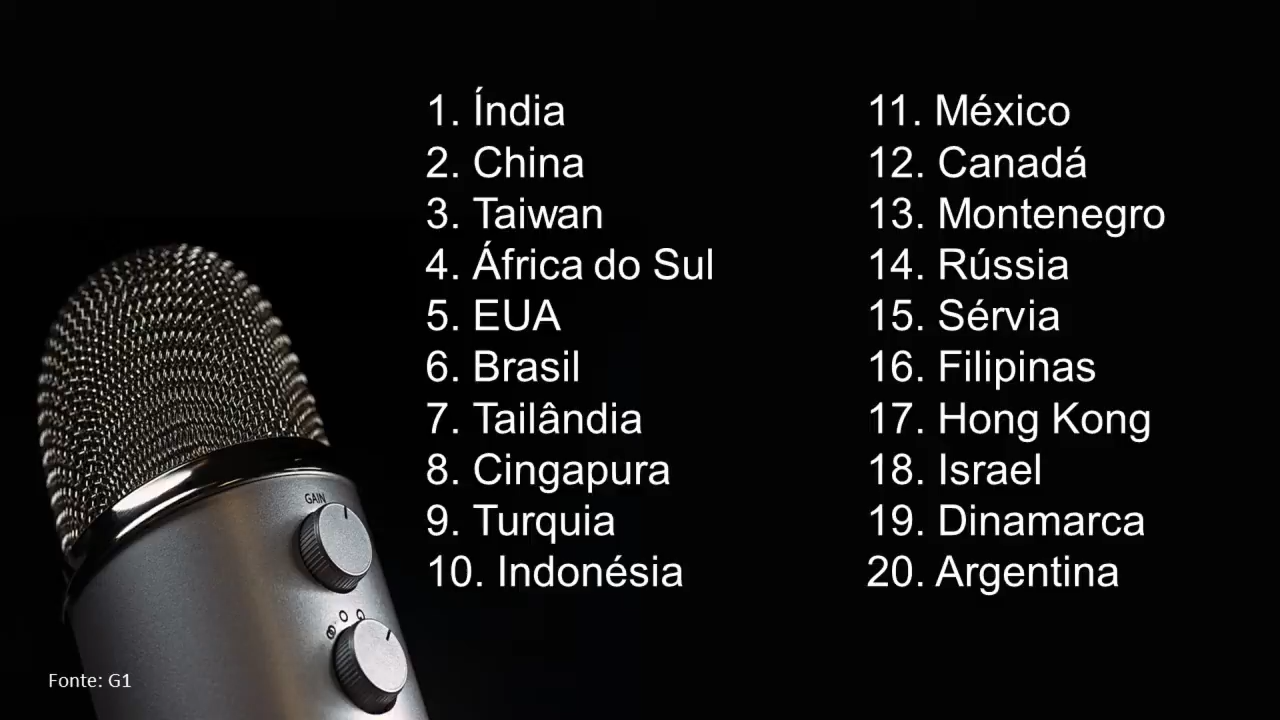 1. Índia
2. China
3. Taiwan
4. África do Sul
5. EUA
6. Brasil
7. Tailândia
8. Cingapura
9. Turquia
10. Indonésia
11. México
12. Canadá
13. Montenegro
14. Rússia
15. Sérvia
16. Filipinas
17. Hong Kong
18. Israel
19. Dinamarca
20. Argentina
GAIN
Fonte: G1